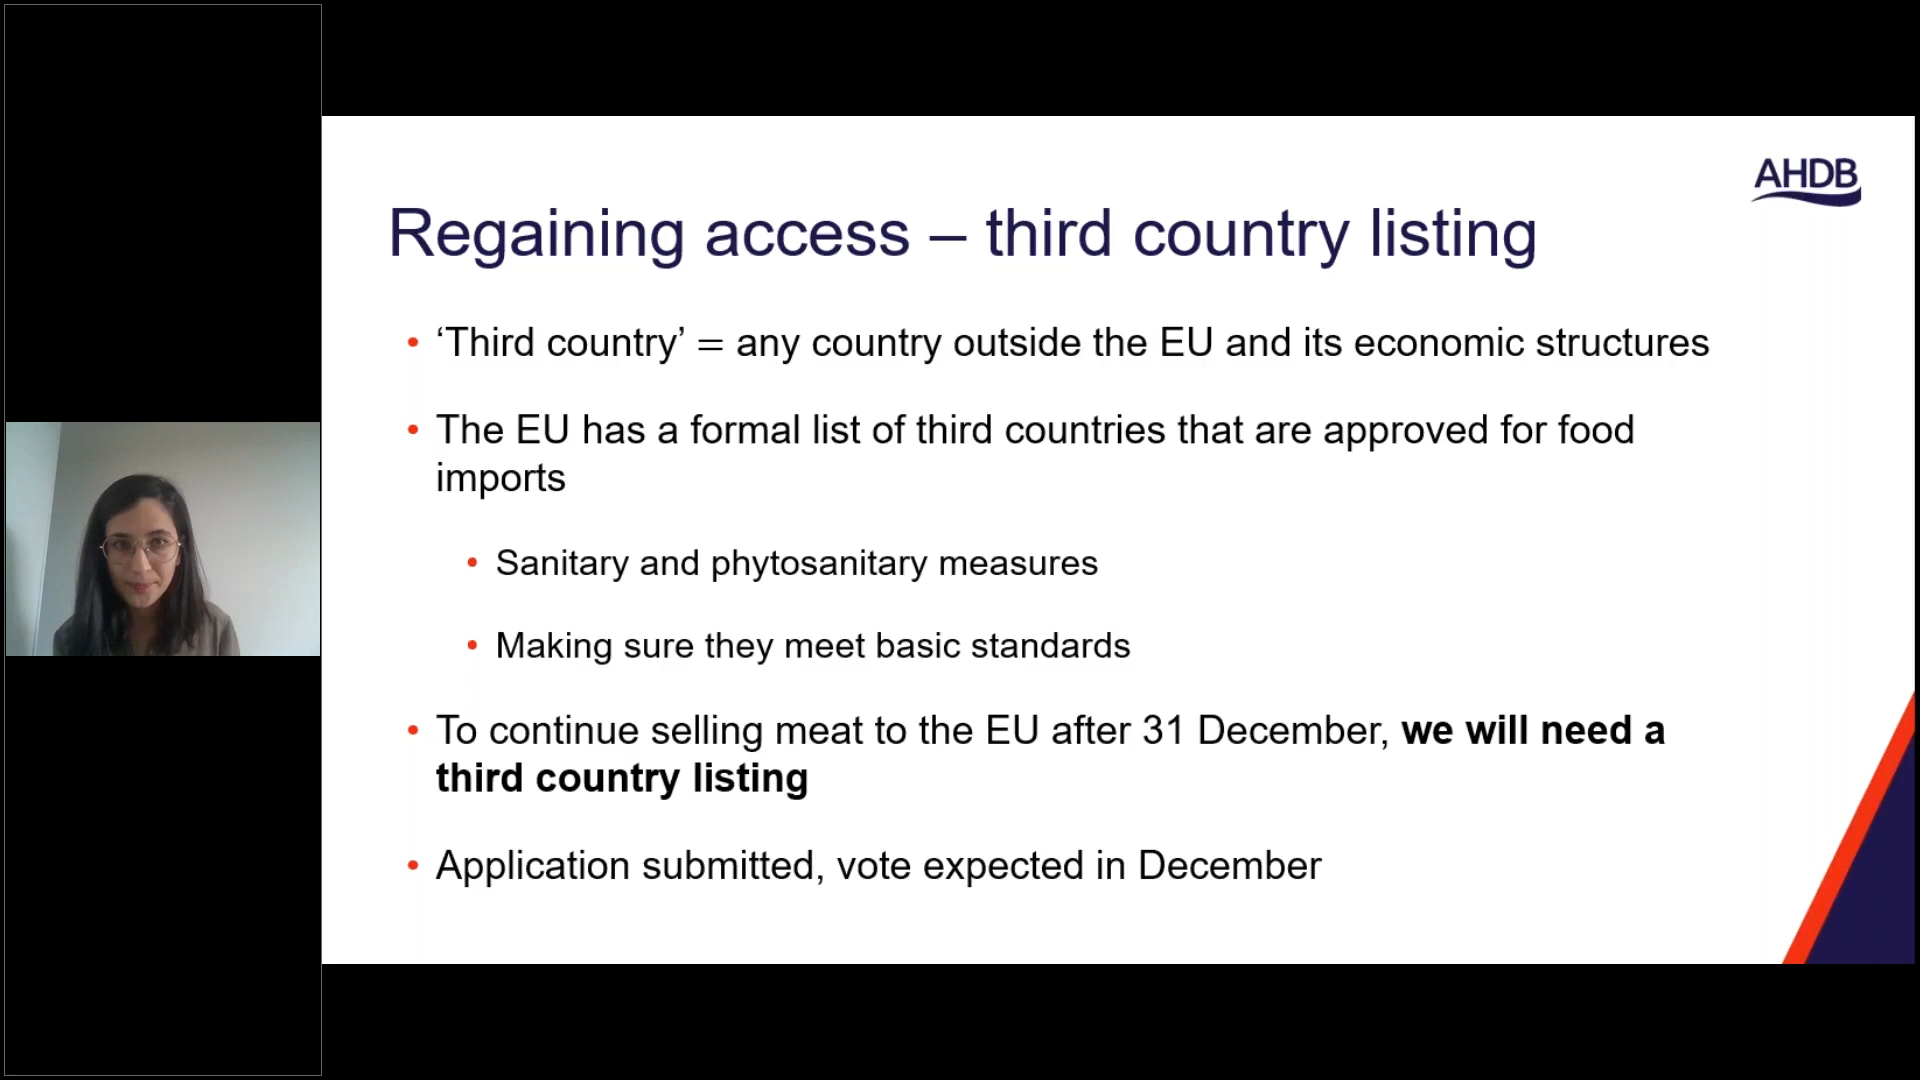 AHDB
Regaining access – third country listing
• ‘Third country’ = any country outside the EU and its economic structures
• The EU has a formal list of third countries that are approved for food
imports
• Sanitary and phytosanitary measures
• Making sure they meet basic standards
• To continue selling meat to the EU after 31 December, we will need a
third country listing
• Application submitted, vote expected in December